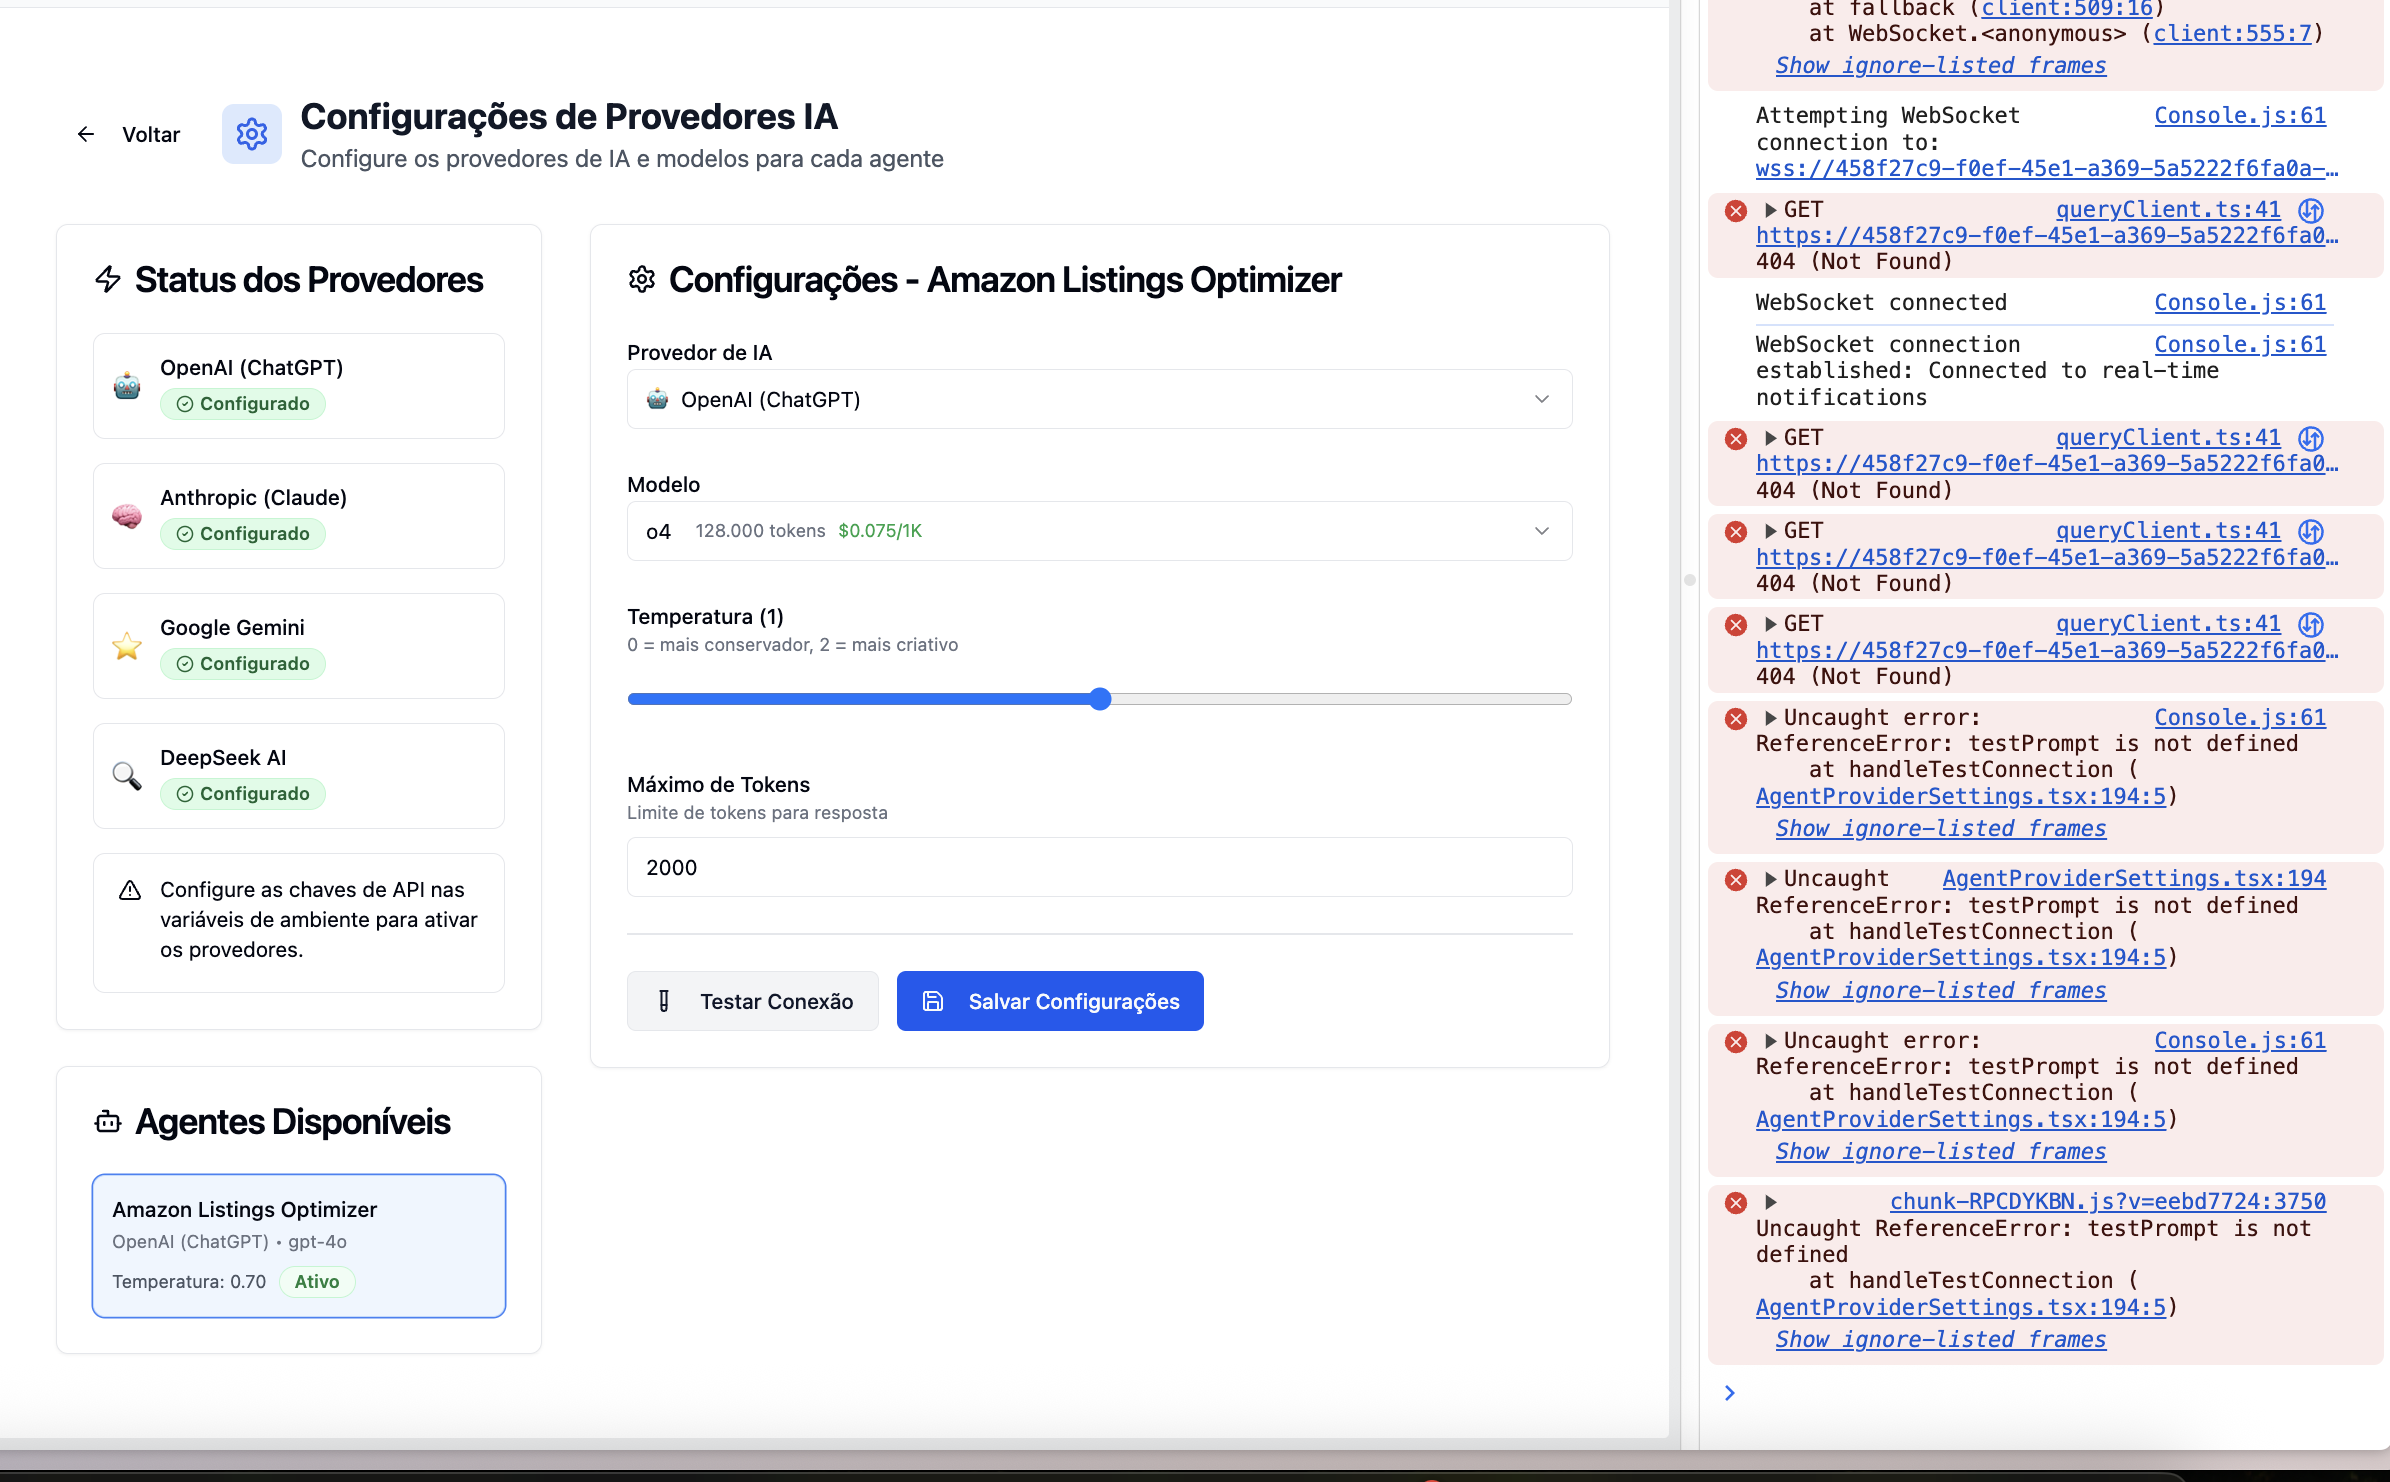 Voltar
Configurações de Provedores IA
Configure os provedores de IA e modelos para cada agente
Status dos Provedores
OpenAI (ChatGPT)
Configurado
Anthropic (Claude)
Configurado
Google Gemini
Configurado
DeepSeek AI
Configurado
Configure as chaves de API nas
variáveis de ambiente para ativar
os provedores.
Agentes Disponíveis
Amazon Listings Optimizer
OpenAI (ChatGPT) • gpt-4o
Temperatura: 0.70 Ativo
Configurações - Amazon Listings Optimizer
Provedor de IA
OpenAI (ChatGPT)
Modelo
o4 128.000 tokens $0.075/1K
Temperatura (1)
0 = mais conservador, 2 = mais criativo
Máximo de Tokens
Limite de tokens para resposta
2000
Testar Conexão
Salvar Configurações
at fallback (client:509:16)
at WebSocket.<anonymous> (client:555:7)
Show ignore-listed frames
Attempting WebSocket Console.js:61
connection to:
wss://458f27c9-f0ef-45e1-a369-5a5222f6fa0a-…
GET queryClient.ts:41
https://458f27c9-f0ef-45e1-a369-5a5222f6fa0…
404 (Not Found)
WebSocket connected Console.js:61
WebSocket connection Console.js:61
established: Connected to real-time
notifications
GET queryClient.ts:41
https://458f27c9-f0ef-45e1-a369-5a5222f6fa0…
404 (Not Found)
GET queryClient.ts:41
https://458f27c9-f0ef-45e1-a369-5a5222f6fa0…
404 (Not Found)
GET queryClient.ts:41
https://458f27c9-f0ef-45e1-a369-5a5222f6fa0…
404 (Not Found)
Uncaught error: Console.js:61
ReferenceError: testPrompt is not defined
at handleTestConnection (
AgentProviderSettings.tsx:194:5)
Show ignore-listed frames
Uncaught AgentProviderSettings.tsx:194
ReferenceError: testPrompt is not defined
at handleTestConnection (
AgentProviderSettings.tsx:194:5)
Show ignore-listed frames
Uncaught error: Console.js:61
ReferenceError: testPrompt is not defined
at handleTestConnection (
AgentProviderSettings.tsx:194:5)
Show ignore-listed frames
chunk-RPCDYKBN.js?v=eebd7724:3750
Uncaught ReferenceError: testPrompt is not
defined
at handleTestConnection (
AgentProviderSettings.tsx:194:5)
Show ignore-listed frames